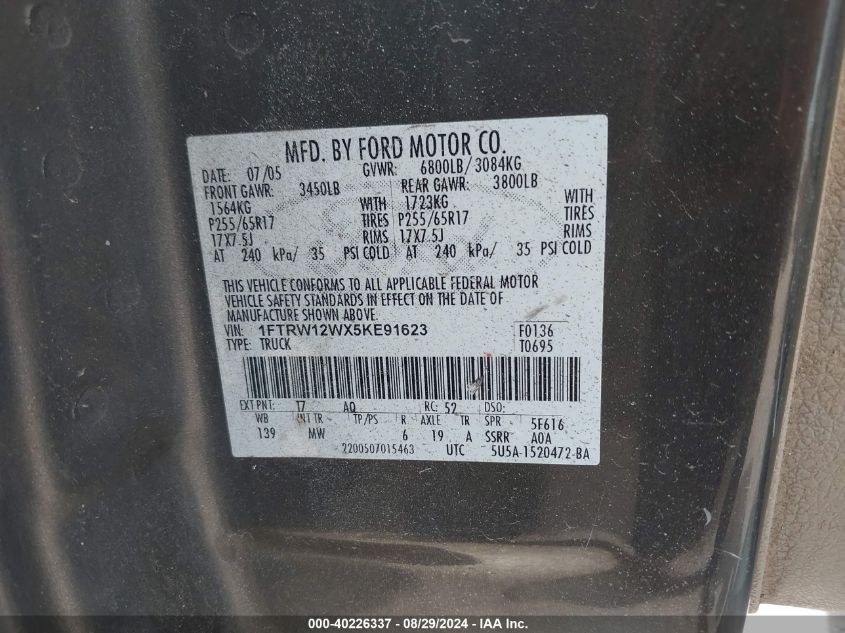 MFD. BY FORD MOTOR CO.
DATE: 07/05 GVWR: 6800LB/3084KG
FRONT GAWR: 3450LB REAR GAWR: 3800LB
1564KG WITH 1723KG WITH
P255/65R17 TIRES P255/65R17 TIRES
17X7.5J RIMS 17X7.5J RIMS
AT 240 kPa/ 35 PSI COLD AT 240 kPa/ 35 PSI COLD
THIS VEHICLE CONFORMS TO ALL APPLICABLE FEDERAL MOTOR
VEHICLE SAFETY STANDARDS IN EFFECT ON THE DATE OF
MANUFACTURE SHOWN ABOVE.
VIN: 1FTRW12WX5KE91623 F0136
TYPE: TRUCK T0695
EXT PNT: 17 AQ RC: 52 DSO:
WB INT TR TP/PS R AXLE TR SPR 5F616
139 MW 6 19 A SSRR AOA
2200507015463 UTC 5U5A-1520472-BA
000-40226337 - 08/29/2024 - IAA Inc.